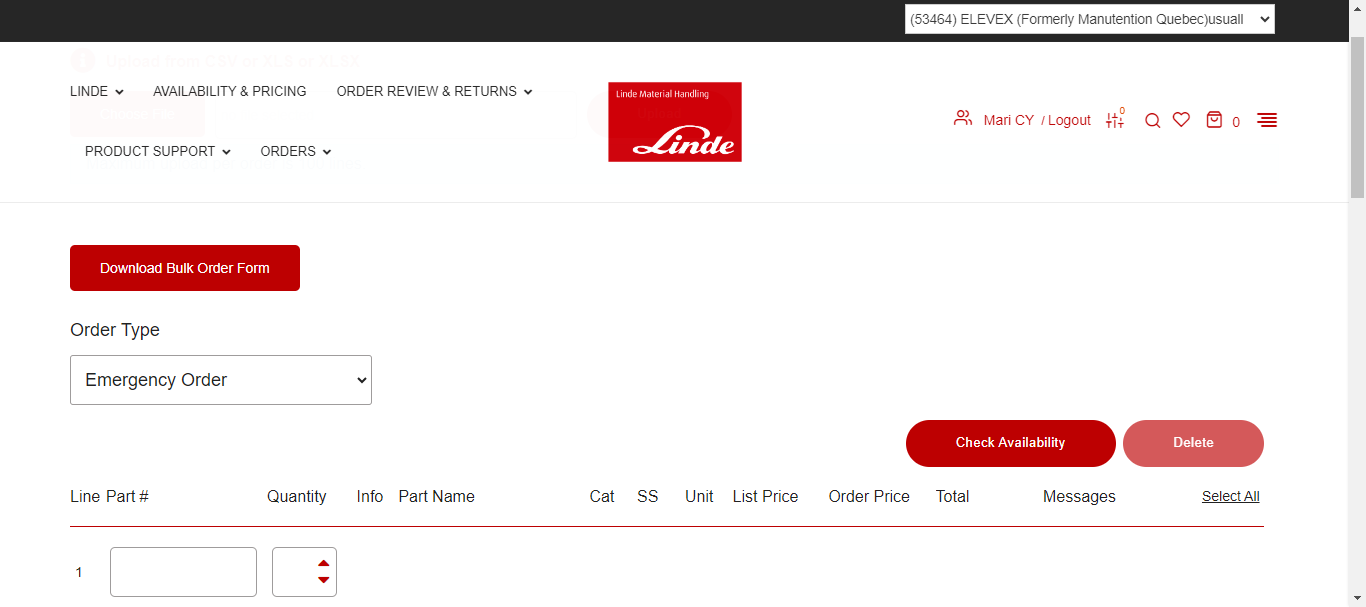 (53464) ELEVEX (Formerly Manutention Quebec)usuall
Upload from CSV or XLS or XLSX
LINDE AVAILABILITY & PRICING ORDER REVIEW & RETURNS
Linde Material Handling
Linde
Mari CY / Logout 0 0
PRODUCT SUPPORT ORDERS
Download Bulk Order Form
Order Type
Emergency Order
Check Availability Delete
Line Part # Quantity Info Part Name Cat SS Unit List Price Order Price Total Messages Select All
1